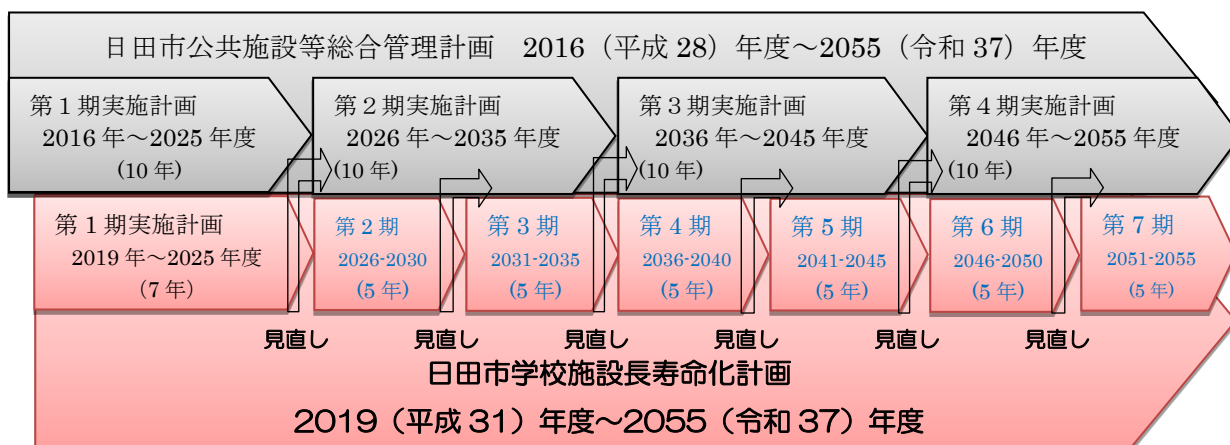 日田市公共施設等総合管理計画　2016（平成 28）年度～2055（令和 37）年度
第１期実施計画
2016 年～2025 年度
(10 年)
第２期実施計画
2026 年～2035 年度
(10 年)
第３期実施計画
2036 年～2045 年度
(10 年)
第４期実施計画
2046 年～2055 年度
(10 年)
第１期実施計画
2019 年～2025 年度
（7 年）
第２期
2026-2030
(5 年)
第３期
2031-2035
(5 年)
第４期
2036-2040
(5 年)
第５期
2041-2045
(5 年)
第６期
2046-2050
(5 年)
第７期
2051-2055
(5 年)
見直し
見直し
見直し
見直し
見直し
見直し
日田市学校施設長寿命化計画
2019（平成 31）年度～2055（令和 37）年度